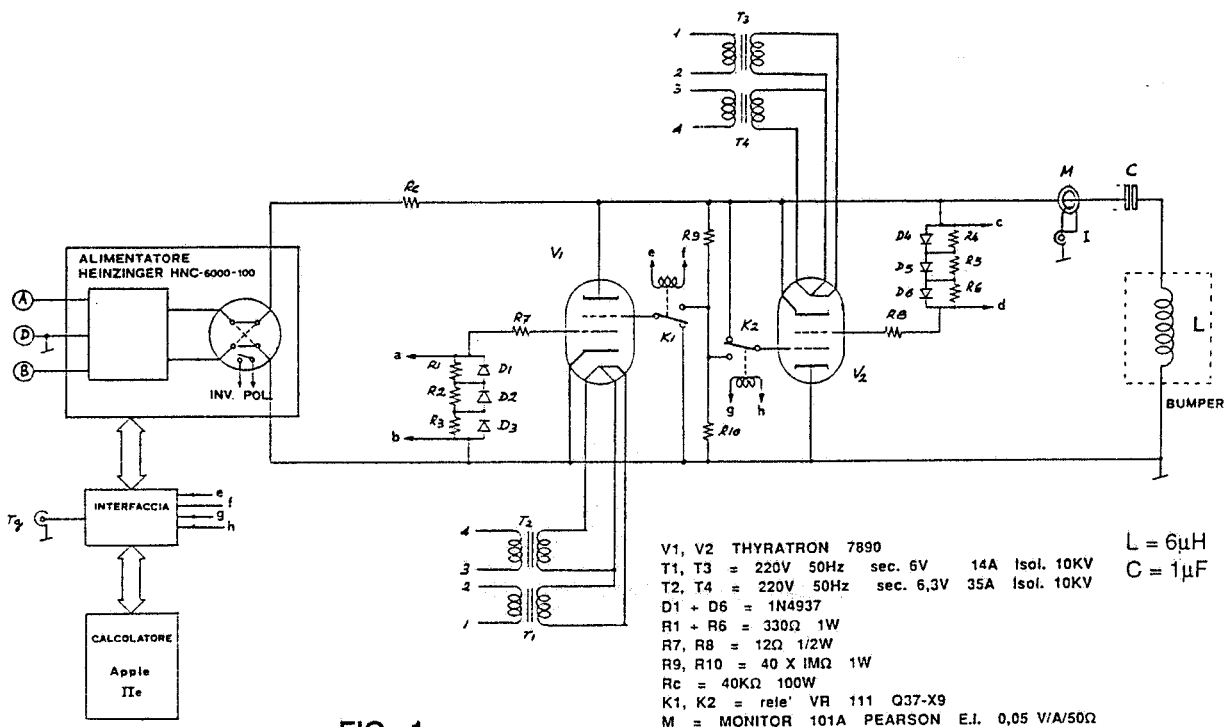 T3
1
2
3
4
T4
Rc
M
C
I
ALIMENTATORE
HEINZINGER HNC-6000-100
A
D
B
INV. POL.
V1
R9
e
f
K1
K2
g
h
R10
V2
D4
R4
D5
R5
D6
R6
c
d
R8
L
BUMPER
R7
a
R1
D1
R2
D2
R3
D3
b
INTERFACCIA
e
f
g
h
Tg
CALCOLATORE
Apple
IIe
4
T2
3
2
1
T1
V1, V2 THYRATRON 7890
T1, T3 = 220V 50Hz sec. 6V 14A Isol. 10KV
T2, T4 = 220V 50Hz sec. 6,3V 35A Isol. 10KV
D1 ÷ D6 = 1N4937
R1 ÷ R6 = 330Ω 1W
R7, R8 = 12Ω 1/2W
R9, R10 = 40 X IMΩ 1W
Rc = 40KΩ 100W
K1, K2 = rele' VR 111 Q37-X9
M = MONITOR 101A PEARSON E.I. 0,05 V/A/50Ω
L = 6µH
C = 1µF
FIG. 1